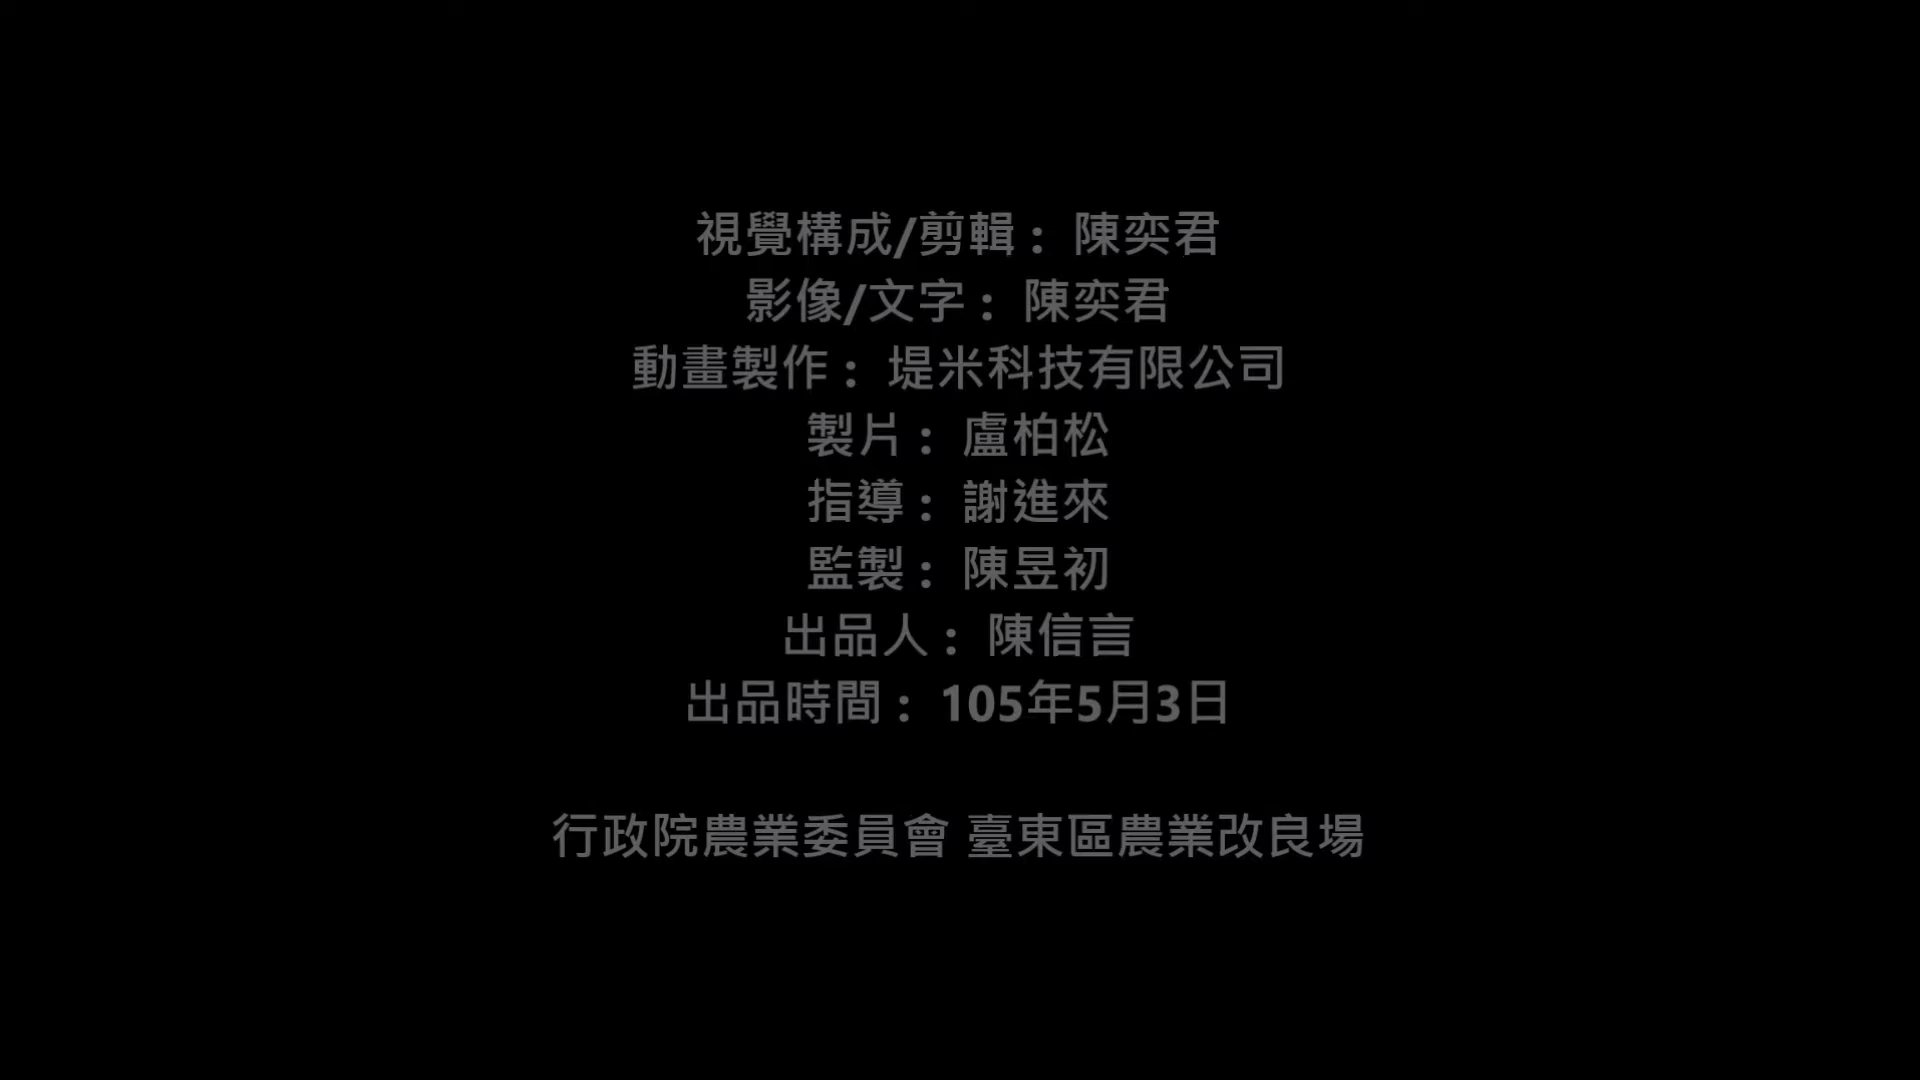 視覺構成/剪輯：陳奕君
影像/文字：陳奕君
動畫製作：堤米科技有限公司
製片：盧柏松
指導：謝進來
監製：陳昱初
出品人：陳信言
出品時間：105年5月3日
行政院農業委員會 臺東區農業改良場